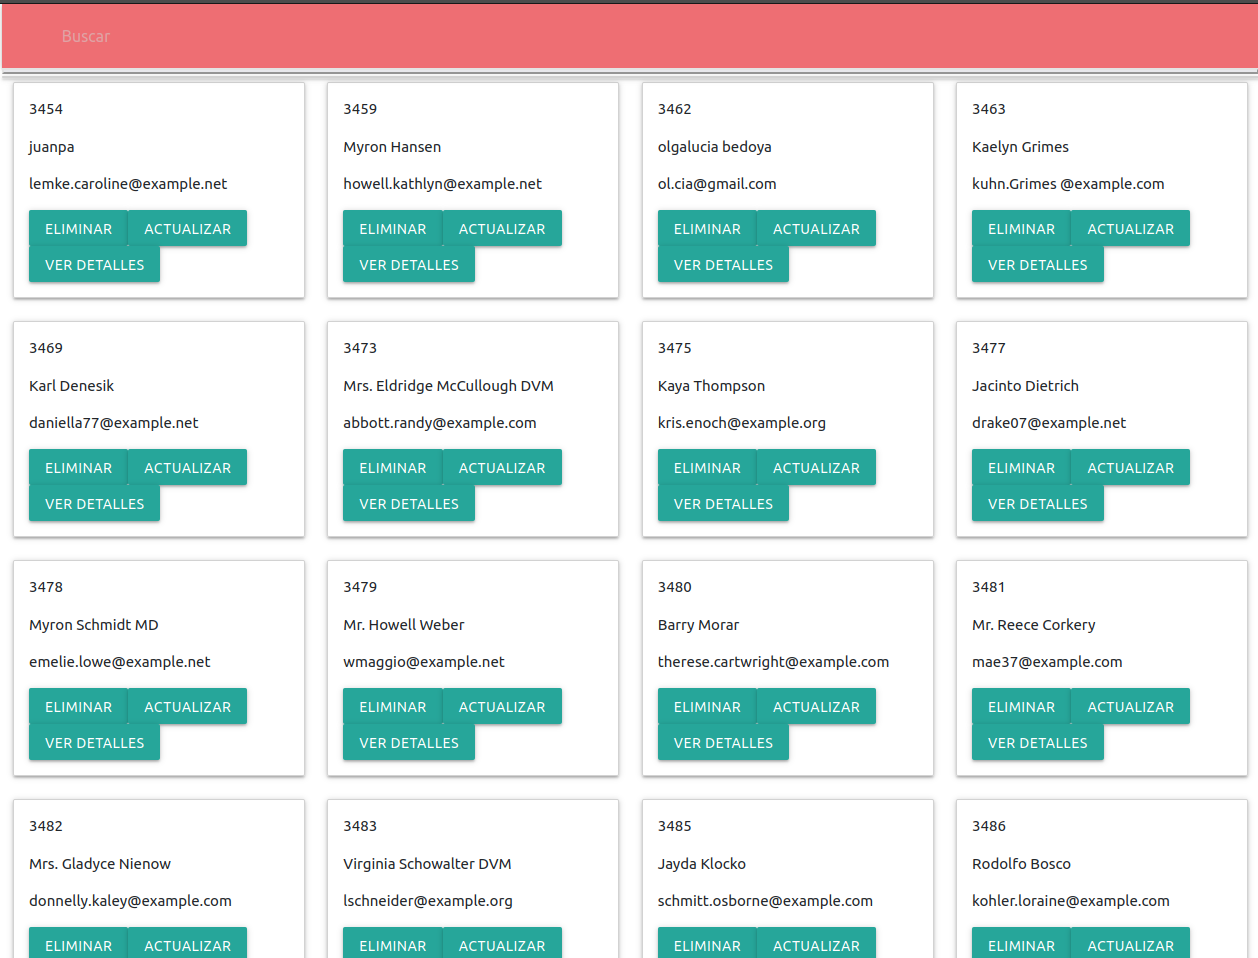 Buscar
3454
juanpa
lemke.caroline@example.net
ELIMINAR ACTUALIZAR
VER DETALLES
3459
Myron Hansen
howell.kathlyn@example.net
ELIMINAR ACTUALIZAR
VER DETALLES
3462
olgalucia bedoya
ol.cia@gmail.com
ELIMINAR ACTUALIZAR
VER DETALLES
3463
Kaelyn Grimes
kuhn.Grimes @example.com
ELIMINAR ACTUALIZAR
VER DETALLES
3469
Karl Denesik
daniella77@example.net
ELIMINAR ACTUALIZAR
VER DETALLES
3473
Mrs. Eldridge McCullough DVM
abbott.randy@example.com
ELIMINAR ACTUALIZAR
VER DETALLES
3475
Kaya Thompson
kris.enoch@example.org
ELIMINAR ACTUALIZAR
VER DETALLES
3477
Jacinto Dietrich
drake07@example.net
ELIMINAR ACTUALIZAR
VER DETALLES
3478
Myron Schmidt MD
emelie.lowe@example.net
ELIMINAR ACTUALIZAR
VER DETALLES
3479
Mr. Howell Weber
wmaggio@example.net
ELIMINAR ACTUALIZAR
VER DETALLES
3480
Barry Morar
therese.cartwright@example.com
ELIMINAR ACTUALIZAR
VER DETALLES
3481
Mr. Reece Corkery
mae37@example.com
ELIMINAR ACTUALIZAR
VER DETALLES
3482
Mrs. Gladyce Nienow
donnelly.kaley@example.com
ELIMINAR ACTUALIZAR
3483
Virginia Schowalter DVM
lschneider@example.org
ELIMINAR ACTUALIZAR
3485
Jayda Klocko
schmitt.osborne@example.com
ELIMINAR ACTUALIZAR
3486
Rodolfo Bosco
kohler.loraine@example.com
ELIMINAR ACTUALIZAR